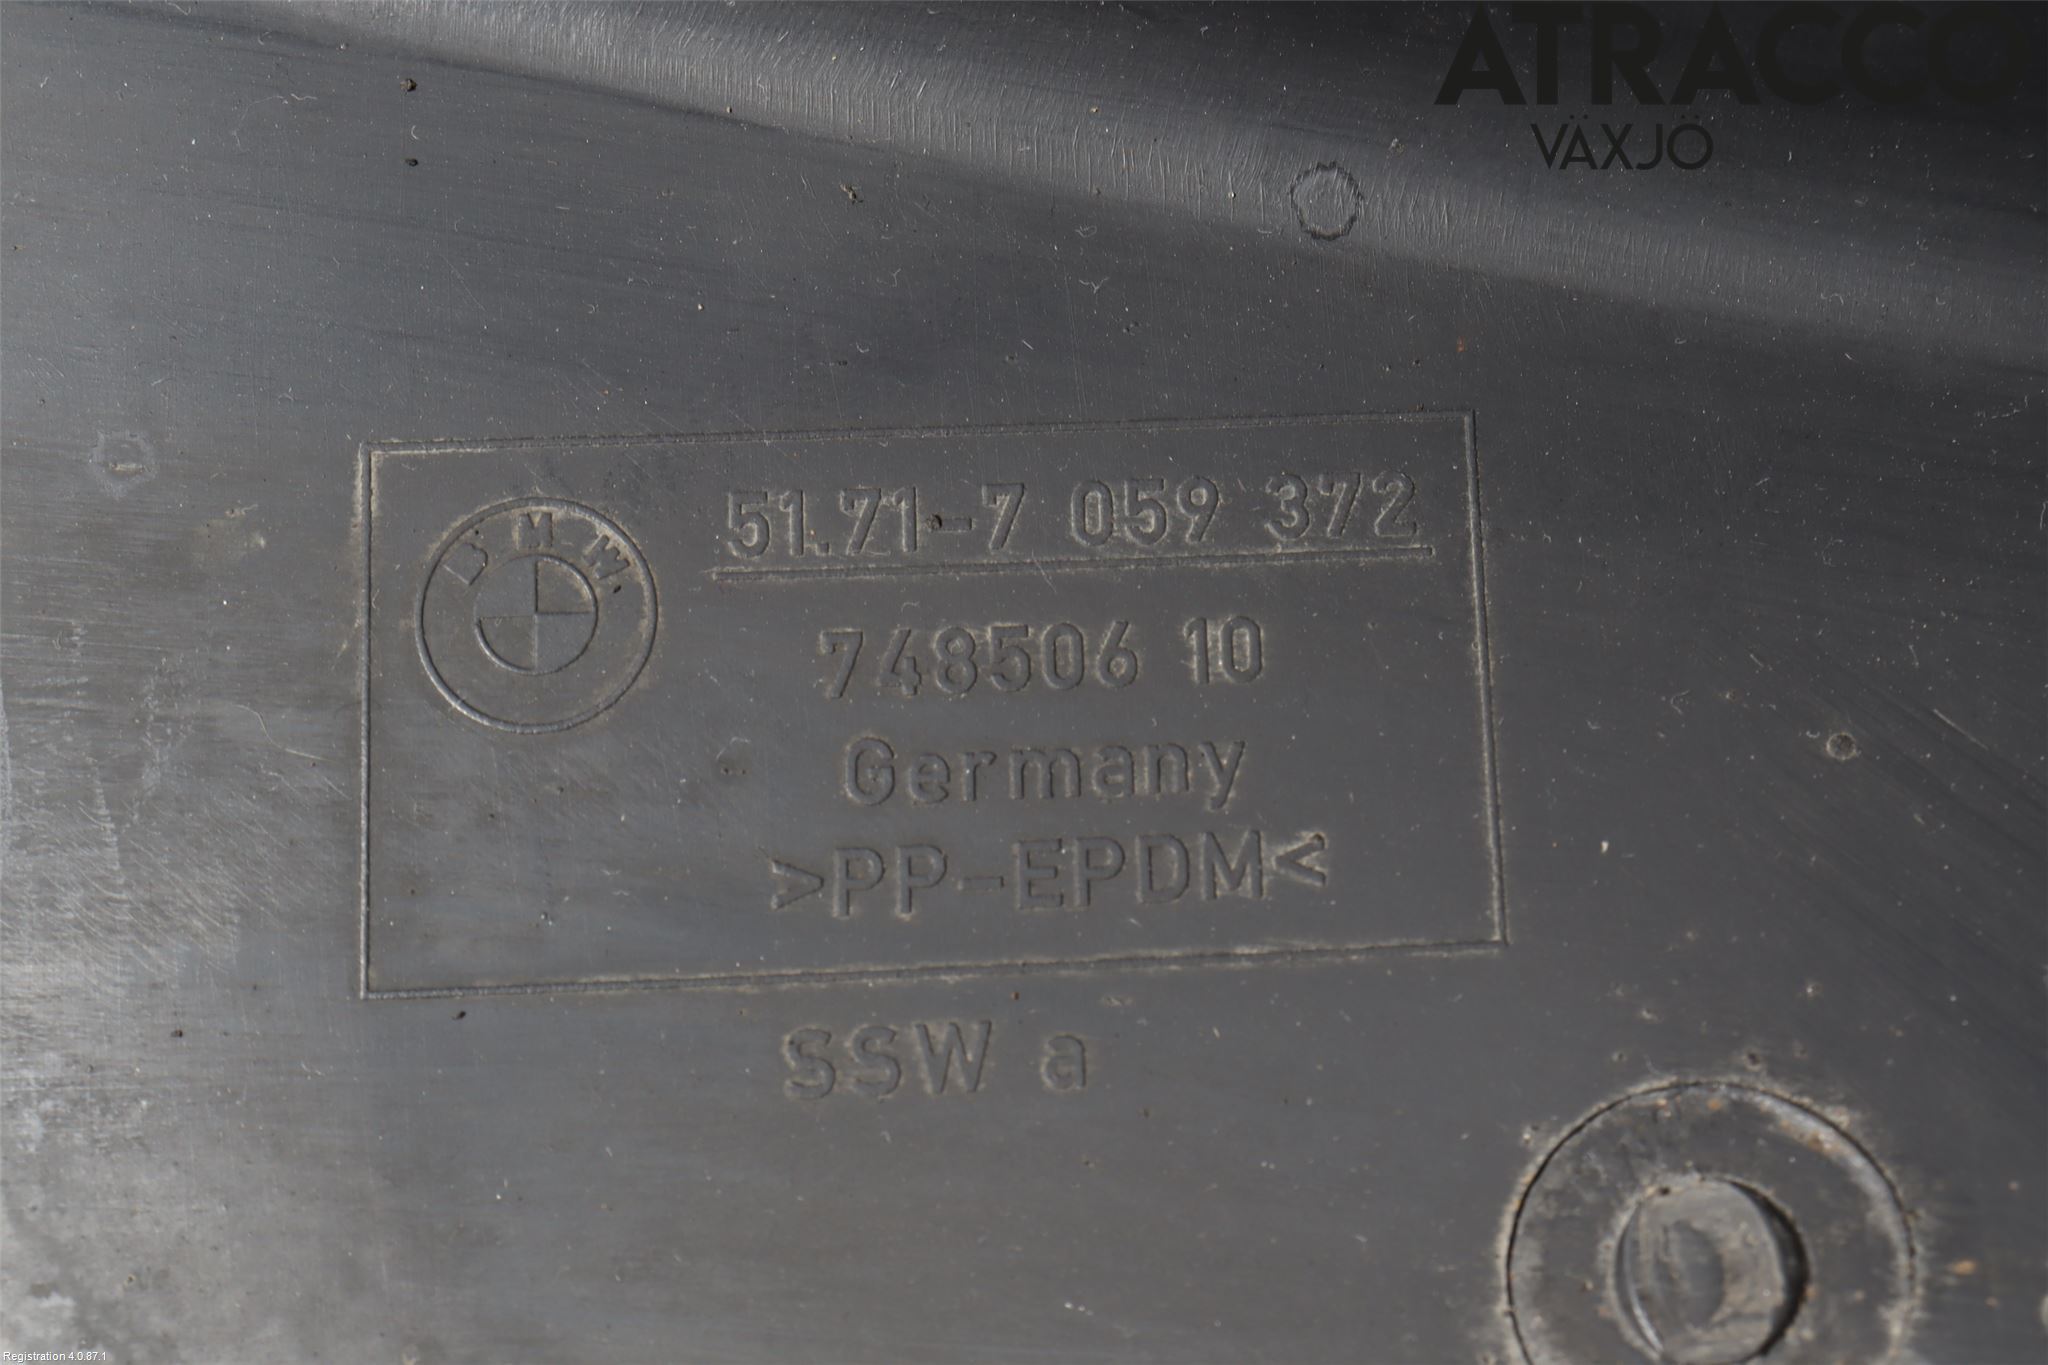 ATRACCO
VÄXJÖ
BMW
51.71-7 059 372
748506 10
Germany
>PP-EPDM<
SSW a
Registration 4.0.87.1